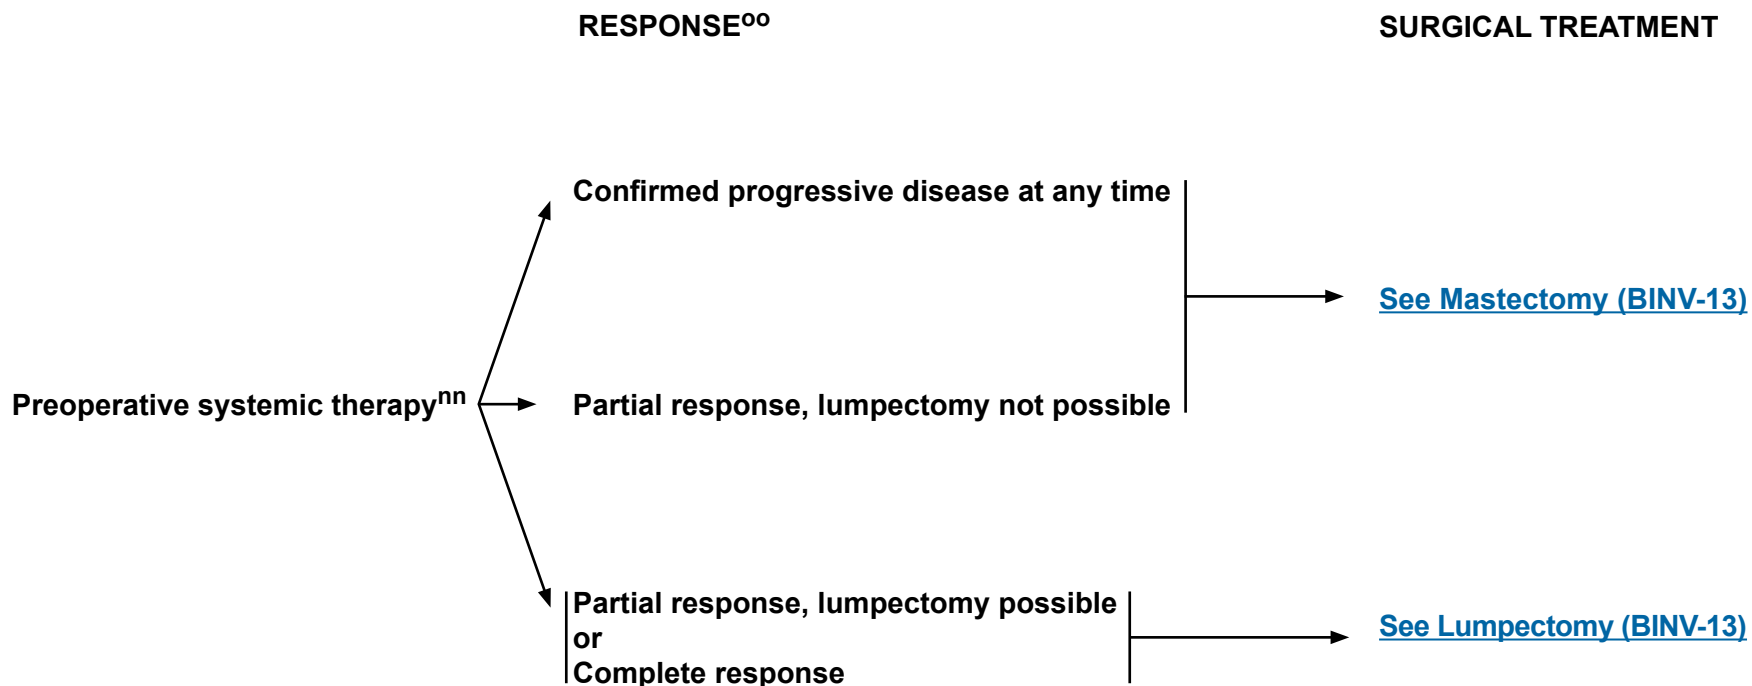 RESPONSEᵒᵒ
SURGICAL TREATMENT
Confirmed progressive disease at any time
See Mastectomy (BINV-13)
Preoperative systemic therapyⁿⁿ
Partial response, lumpectomy not possible
Partial response, lumpectomy possible
or
Complete response
See Lumpectomy (BINV-13)